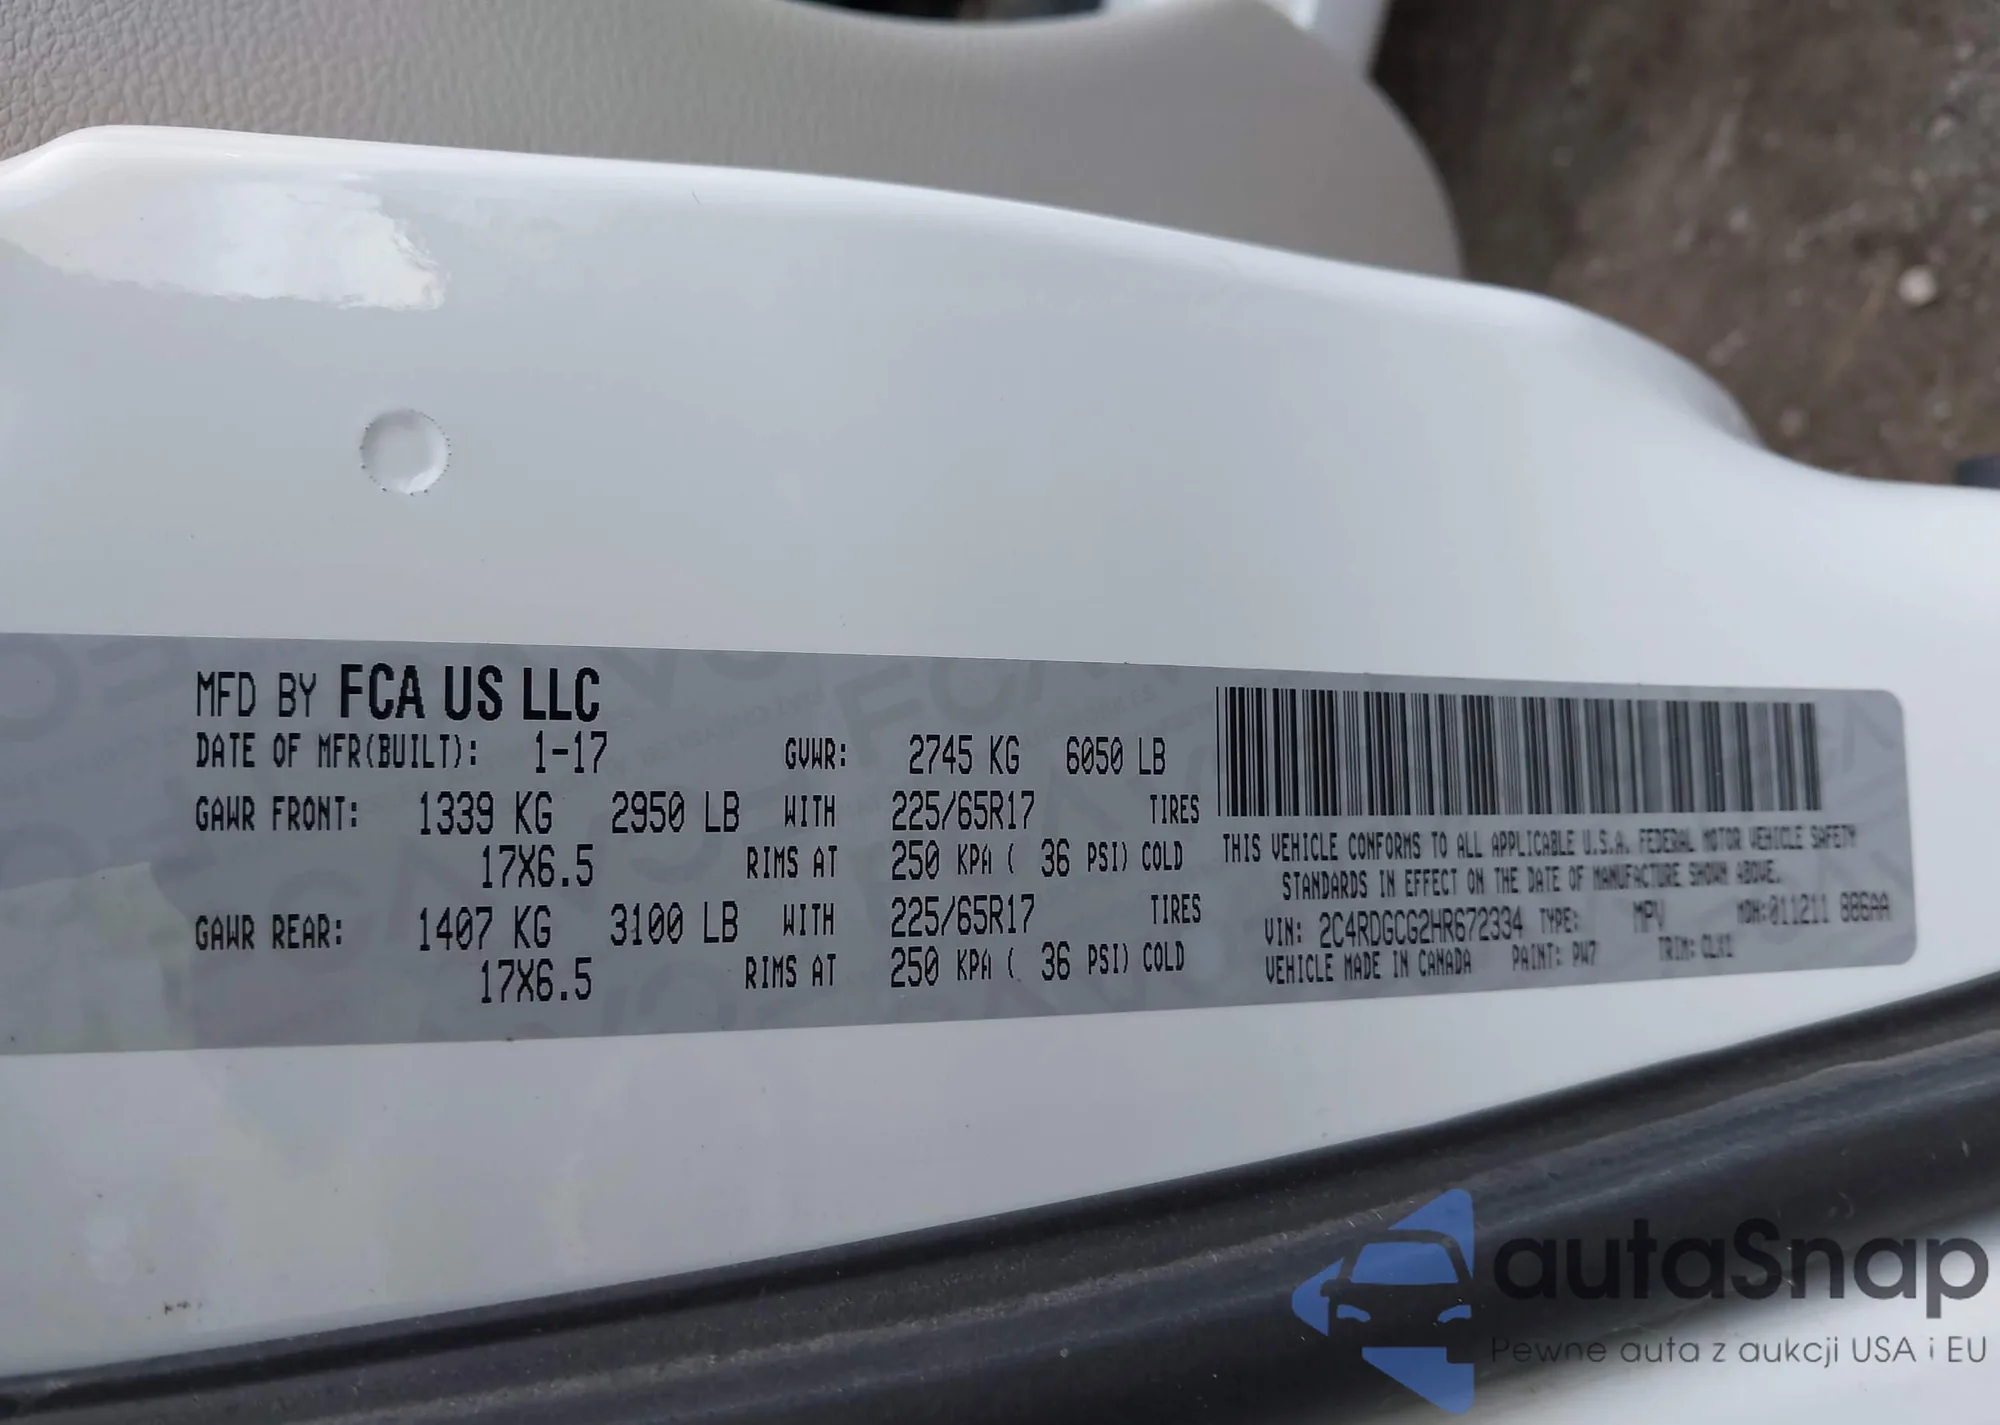 MFD BY FCA US LLC
DATE OF MFR(BUILT): 1-17 GVWR: 2745 KG 6050 LB
GAWR FRONT: 1339 KG 2950 LB WITH 225/65R17 TIRES
17X6.5 RIMS AT 250 KPA ( 36 PSI) COLD
GAWR REAR: 1407 KG 3100 LB WITH 225/65R17 TIRES
17X6.5 RIMS AT 250 KPA ( 36 PSI) COLD
THIS VEHICLE CONFORMS TO ALL APPLICABLE U.S.A. FEDERAL MOTOR VEHICLE SAFETY
STANDARDS IN EFFECT ON THE DATE OF MANUFACTURE SHOWN ABOVE.
VIN: 2C4RDGCG2HR672334 TYPE: MPV MDH:011211 886AA
VEHICLE MADE IN CANADA PAINT: PW7 TRIM:
autaSnap
Pewne auta z aukcji USA i EU